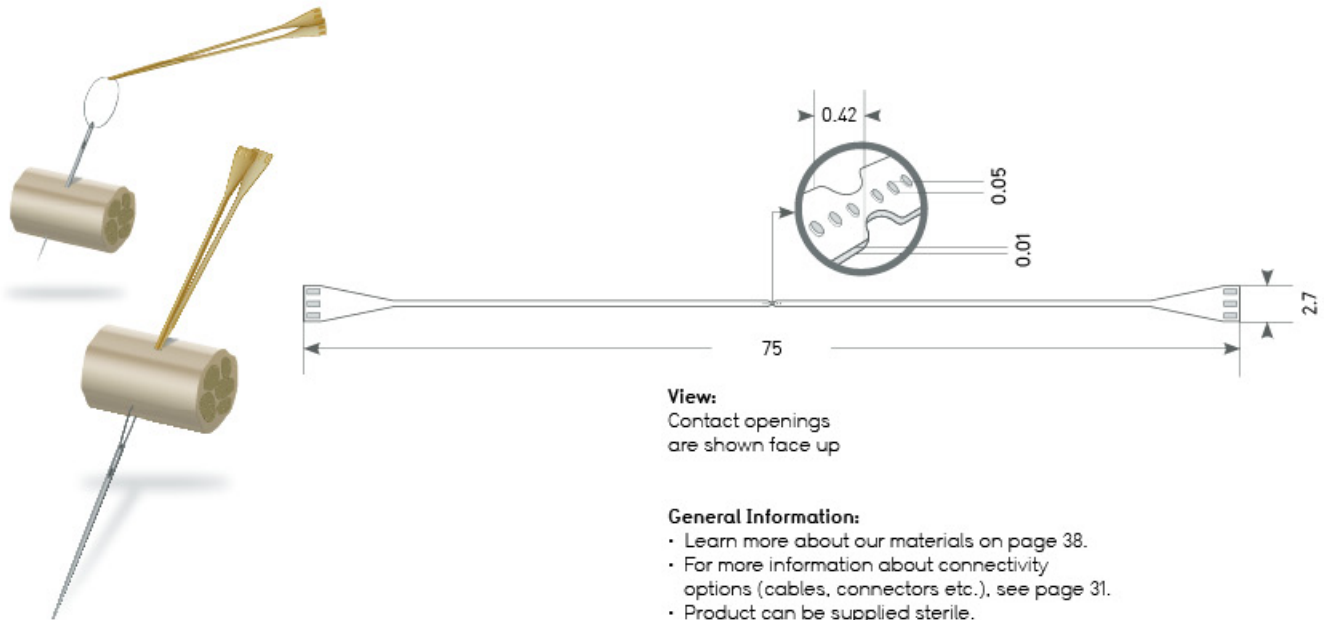 0.42
0.05
0.01
2.7
75
View:
Contact openings
are shown face up
General Information:
· Learn more about our materials on page 38.
· For more information about connectivity
options (cables, connectors etc.), see page 31.
· Product can be supplied sterile.